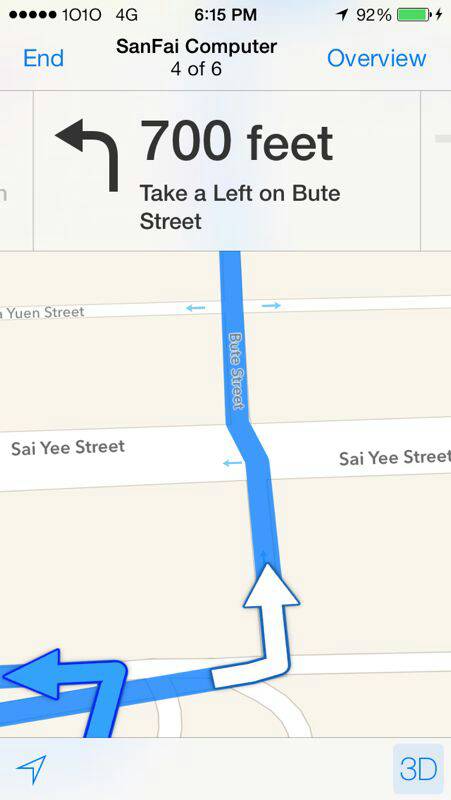 1O1O 4G 6:15 PM 92%
End SanFai Computer Overview
4 of 6
700 feet
Take a Left on Bute
Street
Yuen Street
Bute Street
Sai Yee Street
Sai Yee Street
3D